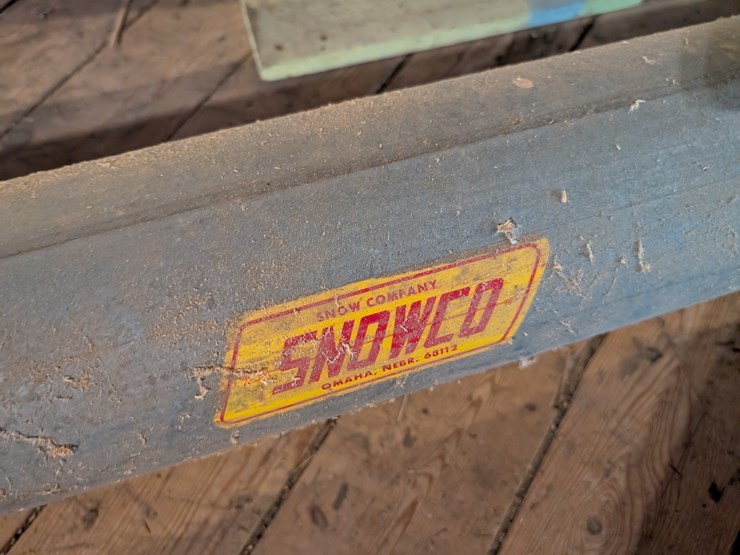 SNOW COMPANY
SNOWCO
OMAHA, NEBR. 68112